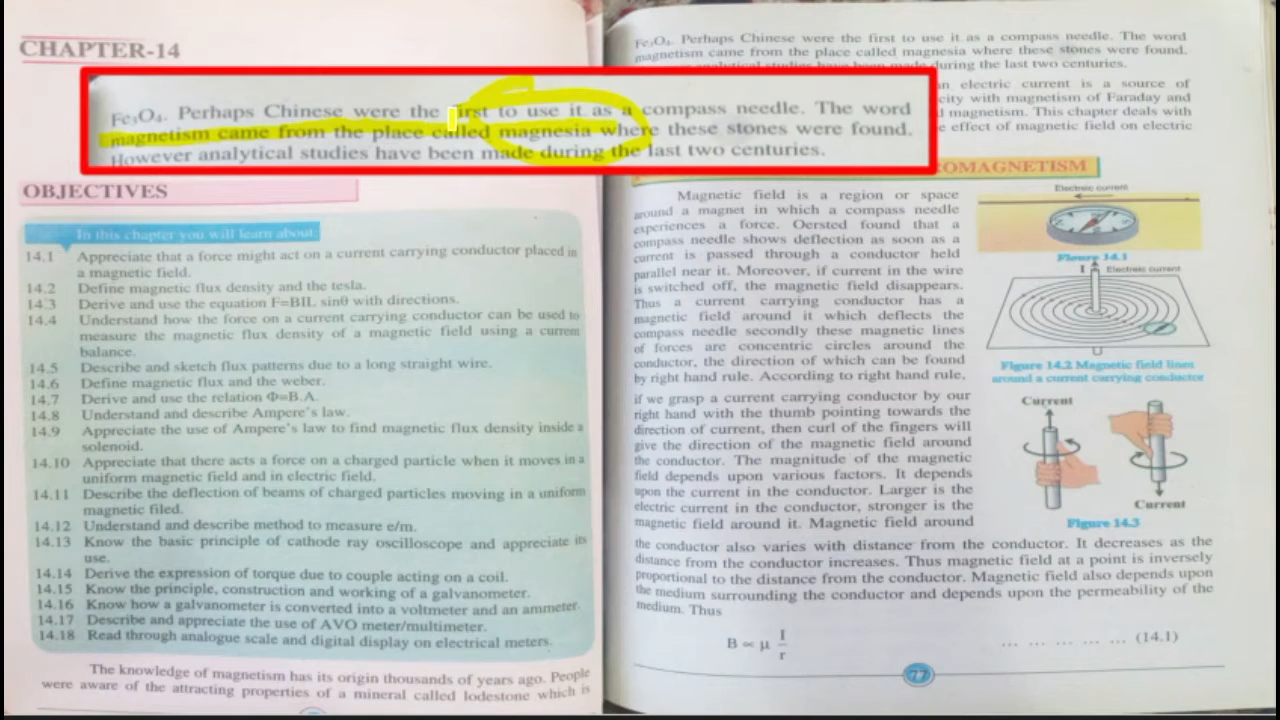 CHAPTER-14
Fe₃O₄. Perhaps Chinese were the first to use it as a compass needle. The word
magnetism came from the place called magnesia where these stones were found.
However analytical studies have been made during the last two centuries.
OBJECTIVES
In this chapter you will learn about
14.1 Appreciate that a force might act on a current carrying conductor placed in
a magnetic field.
14.2 Define magnetic flux density and the tesla.
14.3 Derive and use the equation F=BIL sinθ with directions.
14.4 Understand how the force on a current carrying conductor can be used to
measure the magnetic flux density of a magnetic field using a current
balance.
14.5 Describe and sketch flux patterns due to a long straight wire.
14.6 Define magnetic flux and the weber.
14.7 Derive and use the relation Φ=B.A.
14.8 Understand and describe Ampere's law.
14.9 Appreciate the use of Ampere's law to find magnetic flux density inside a
solenoid.
14.10 Appreciate that there acts a force on a charged particle when it moves in a
uniform magnetic field and in electric field.
14.11 Describe the deflection of beams of charged particles moving in a uniform
magnetic filed.
14.12 Understand and describe method to measure e/m.
14.13 Know the basic principle of cathode ray oscilloscope and appreciate its
use.
14.14 Derive the expression of torque due to couple acting on a coil.
14.15 Know the principle, construction and working of a galvanometer.
14.16 Know how a galvanometer is converted into a voltmeter and an ammeter.
14.17 Describe and appreciate the use of AVO meter/multimeter.
14.18 Read through analogue scale and digital display on electrical meters.
The knowledge of magnetism has its origin thousands of years ago. People
were aware of the attracting properties of a mineral called lodestone which is
Fe₃O₄. Perhaps Chinese were the first to use it as a compass needle. The word
magnetism came from the place called magnesia where these stones were found.
during the last two centuries.
an electric current is a source of
city with magnetism of Faraday and
magnetism. This chapter deals with
effect of magnetic field on electric
OMAGNETISM
Magnetic field is a region or space
around a magnet in which a compass needle
experiences a force. Oersted found that a
compass needle shows deflection as soon as a
current is passed through a conductor held
parallel near it. Moreover, if current in the wire
is switched off, the magnetic field disappears.
Thus a current carrying conductor has a
magnetic field around it which deflects the
compass needle secondly these magnetic lines
of forces are concentric circles around the
conductor, the direction of which can be found
by right hand rule. According to right hand rule,
if we grasp a current carrying conductor by our
right hand with the thumb pointing towards the
direction of current, then curl of the fingers will
give the direction of the magnetic field around
the conductor. The magnitude of the magnetic
field depends upon various factors. It depends
upon the current in the conductor. Larger is the
electric current in the conductor, stronger is the
magnetic field around it. Magnetic field around
Electreic current
Figure 14.1
I Electreic current
Figure 14.2 Magnetic field lines
around a current carrying conductor
Current
Current
Figure 14.3
the conductor also varies with distance from the conductor. It decreases as the
distance from the conductor increases. Thus magnetic field at a point is inversely
proportional to the distance from the conductor. Magnetic field also depends upon
the medium surrounding the conductor and depends upon the permeability of the
medium. Thus
B ∝ μ I/r ... ... ... ... ... (14.1)
77